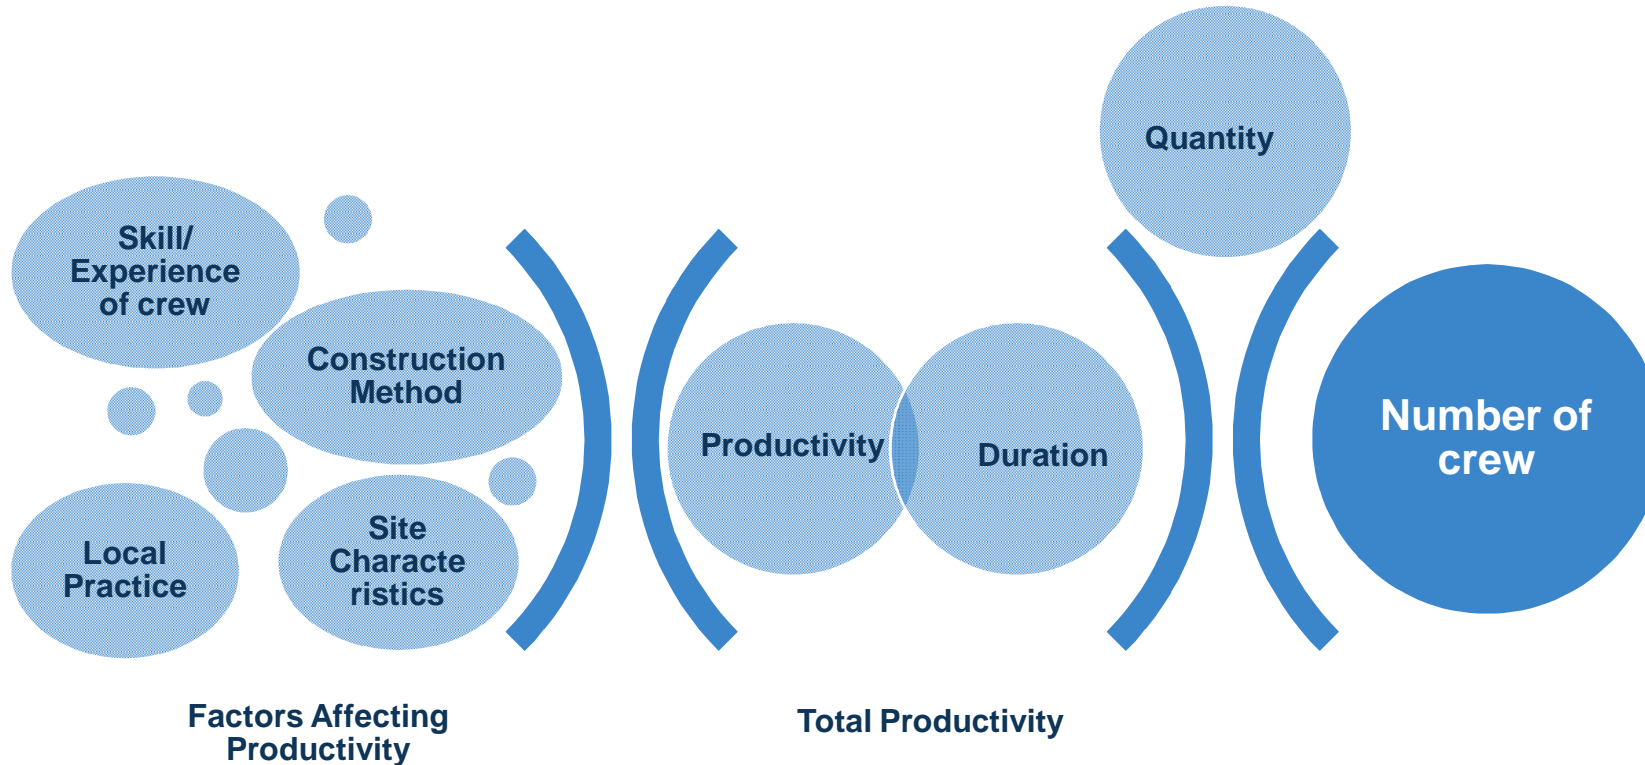 Quantity
Skill/
Experience
of crew
Construction
Method
Productivity
Duration
Number of
crew
Local
Practice
Site
Characte
ristics
Factors Affecting
Productivity
Total Productivity